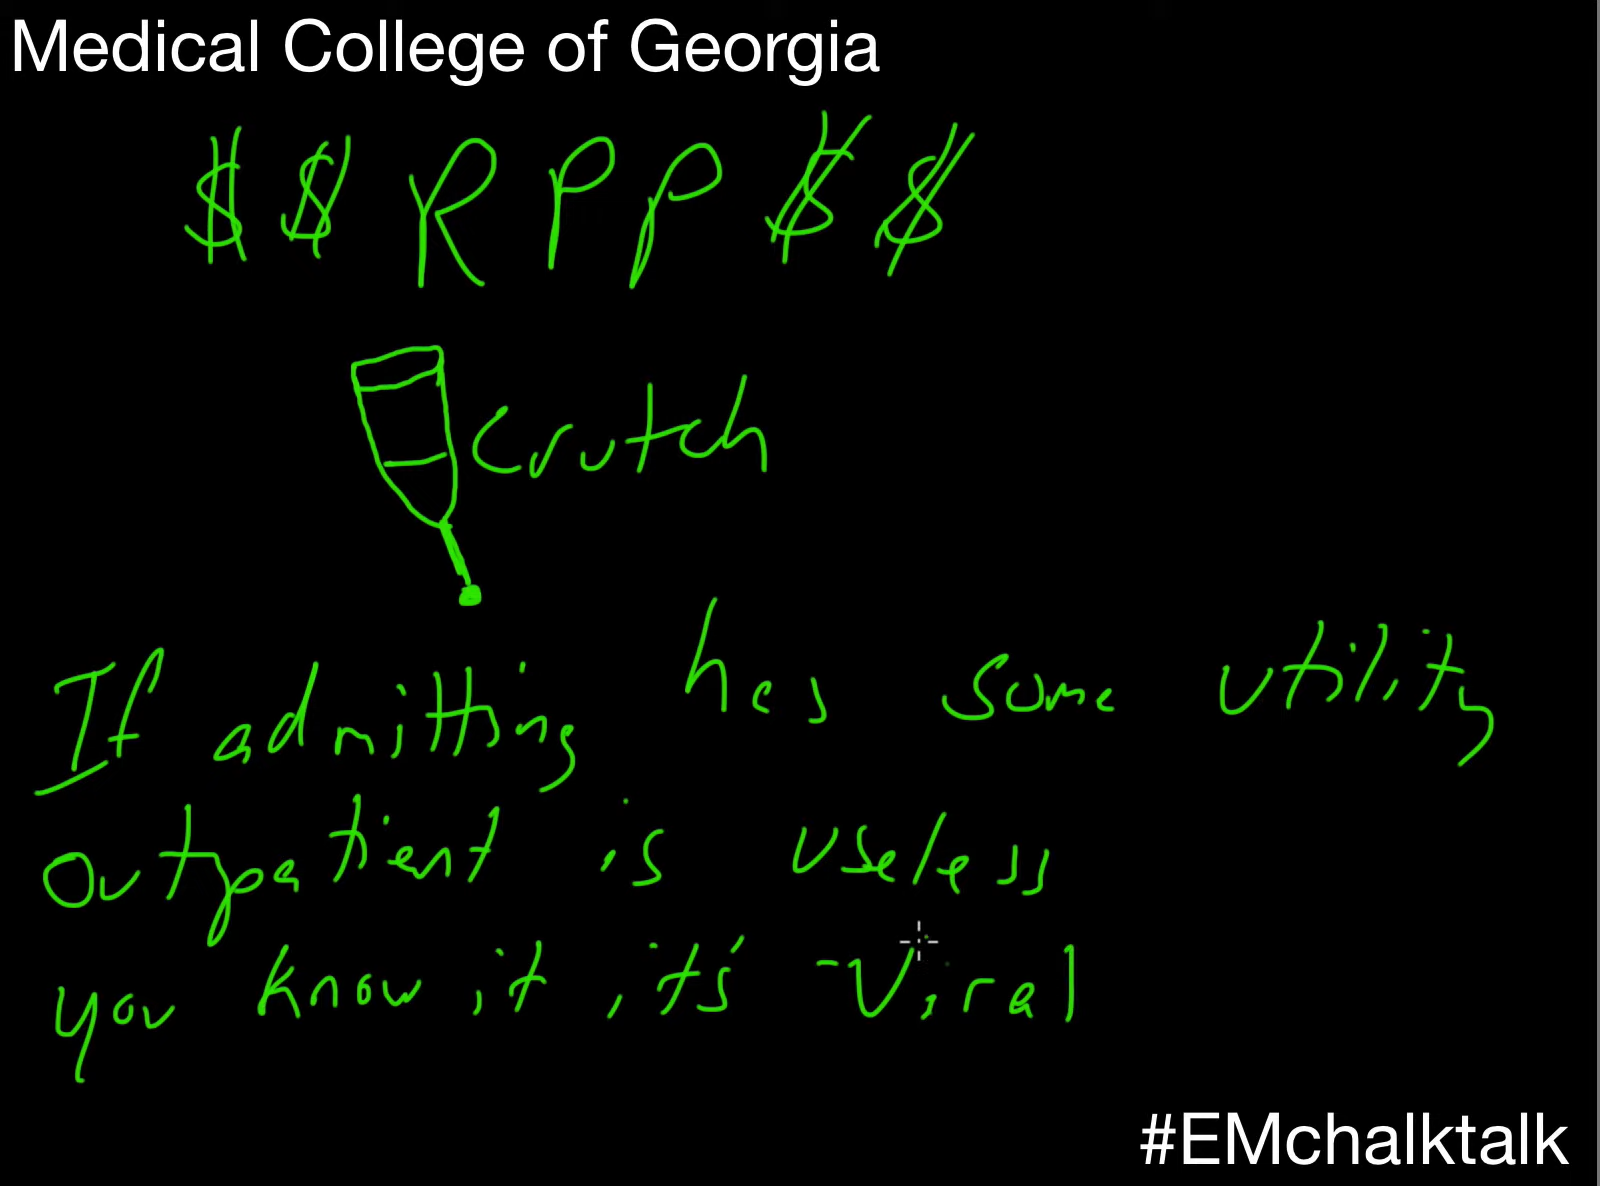 Medical College of Georgia
$ $ R P P $ $
crutch
If admitting has some utility
outpatient is useless
you know it, it's viral
#EMchalktalk